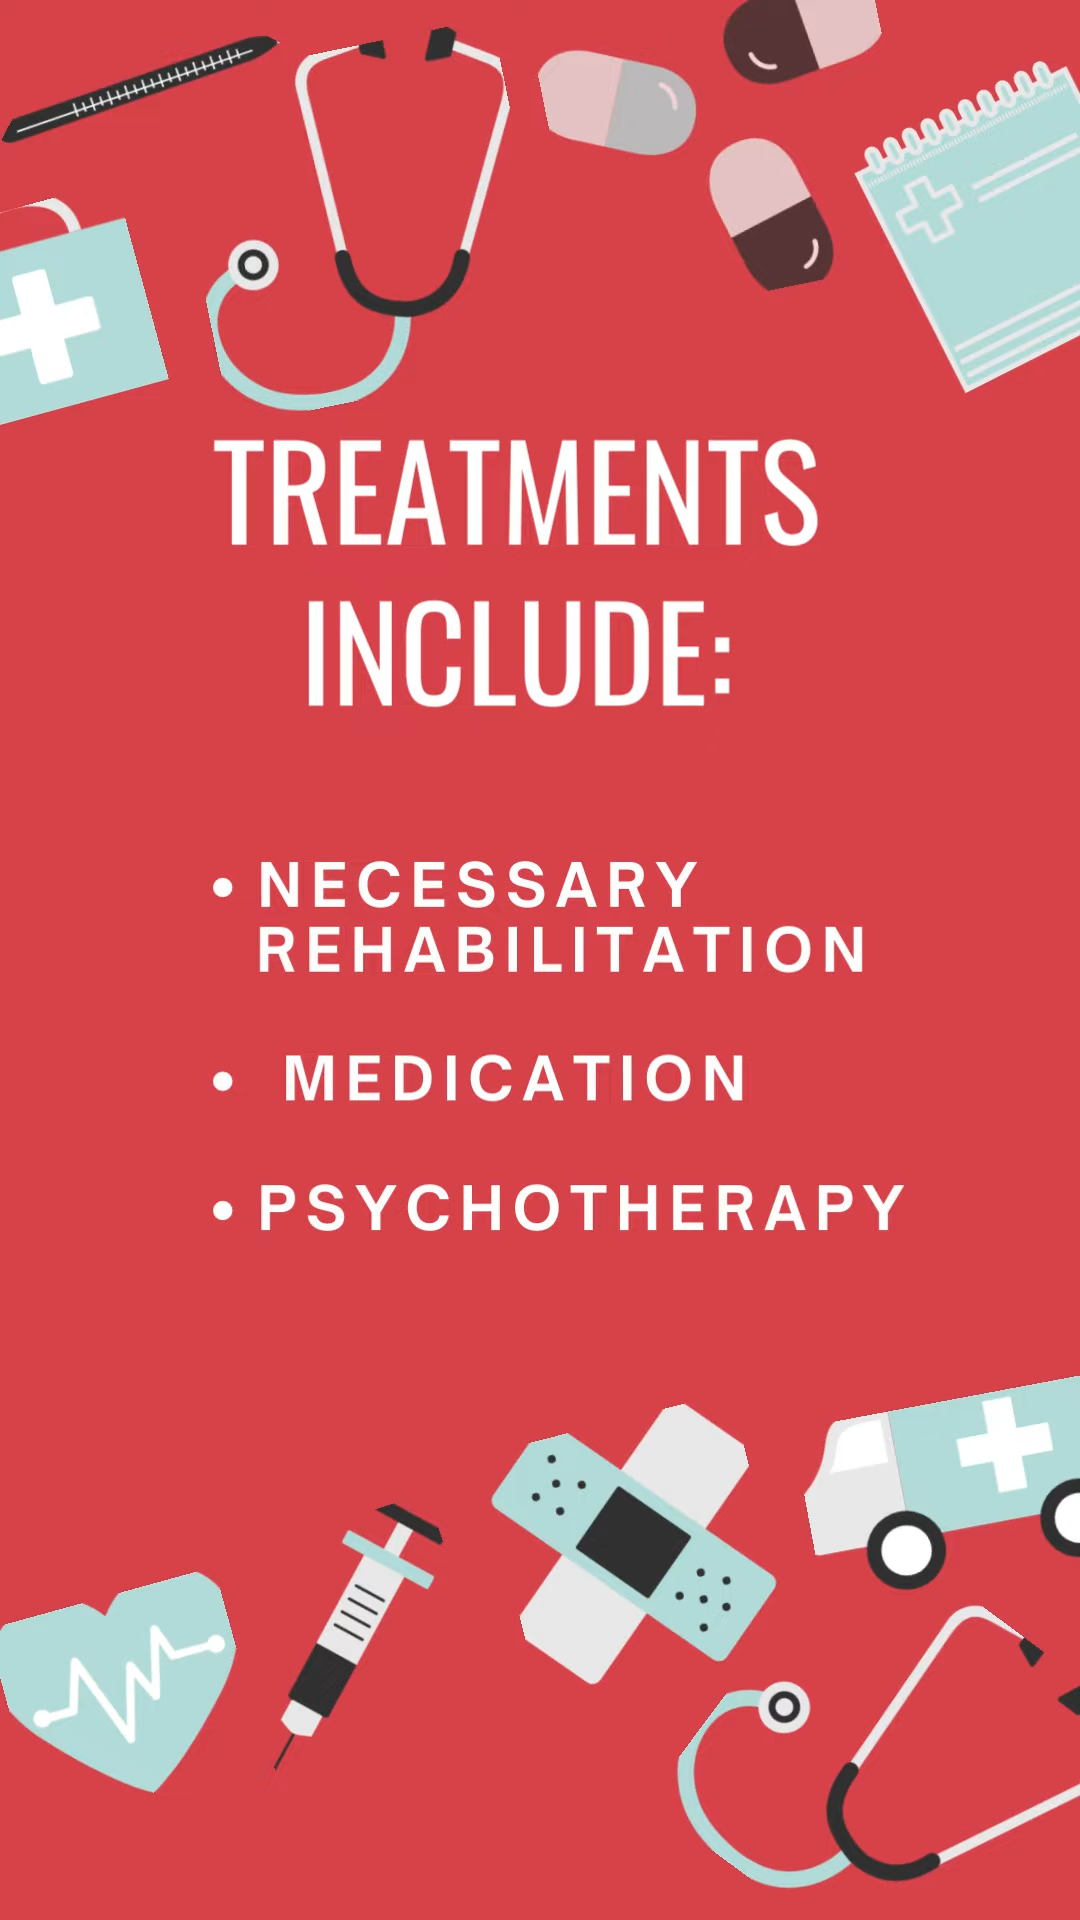 TREATMENTS
INCLUDE:
• NECESSARY
REHABILITATION
• MEDICATION
• PSYCHOTHERAPY